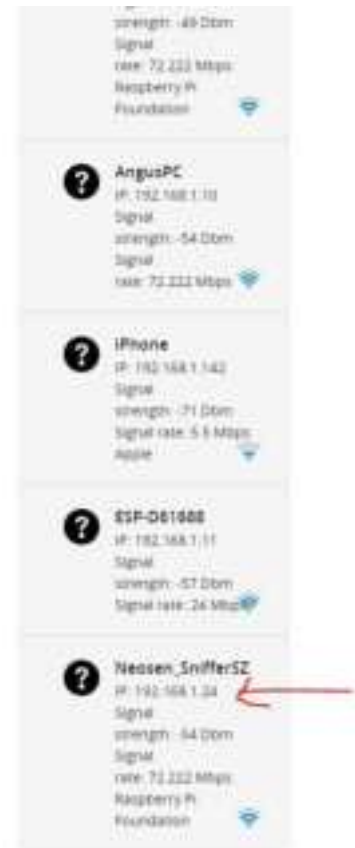 strength: -49 Dbm
Signal
rate: 72.222 Mbps
Raspberry Pi
Foundation
AngusPC
IP: 192.168.1.10
Signal
strength: -54 Dbm
Signal
rate: 72.222 Mbps
iPhone
IP: 192.168.1.142
Signal
strength: -71 Dbm
Signal rate: 5.5 Mbps
Apple
ESP-D61688
IP: 192.168.1.11
Signal
strength: -57 Dbm
Signal rate: 26 Mbps
Neosen_SnifferSZ
IP: 192.168.1.24
Signal
strength: -54 Dbm
Signal
rate: 72.222 Mbps
Raspberry Pi
Foundation